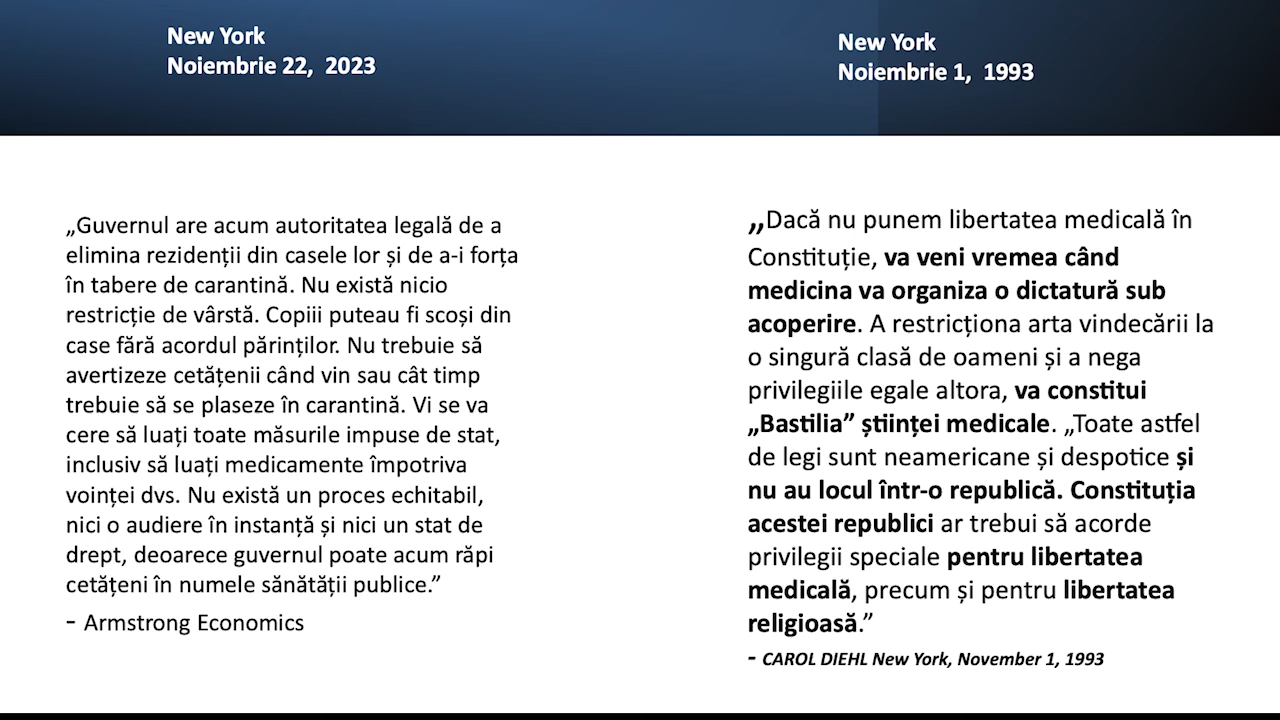 New York
Noiembrie 22, 2023
„Guvernul are acum autoritatea legală de a
elimina rezidenții din casele lor și de a-i forța
în tabere de carantină. Nu există nicio
restricție de vârstă. Copiii puteau fi scoși din
case fără acordul părinților. Nu trebuie să
avertizeze cetățenii când vin sau cât timp
trebuie să se plaseze în carantină. Vi se va
cere să luați toate măsurile impuse de stat,
inclusiv să luați medicamente împotriva
voinței dvs. Nu există un proces echitabil,
nici o audiere în instanță și nici un stat de
drept, deoarece guvernul poate acum răpi
cetățeni în numele sănătății publice.”
- Armstrong Economics
New York
Noiembrie 1, 1993
„Dacă nu punem libertatea medicală în
Constituție, va veni vremea când
medicina va organiza o dictatură sub
acoperire. A restricționa arta vindecării la
o singură clasă de oameni și a nega
privilegiile egale altora, va constitui
„Bastilia” științei medicale. „Toate astfel
de legi sunt neamericane și despotice și
nu au locul într-o republică. Constituția
acestei republici ar trebui să acorde
privilegii speciale pentru libertatea
medicală, precum și pentru libertatea
religioasă.”
- CAROL DIEHL New York, November 1, 1993